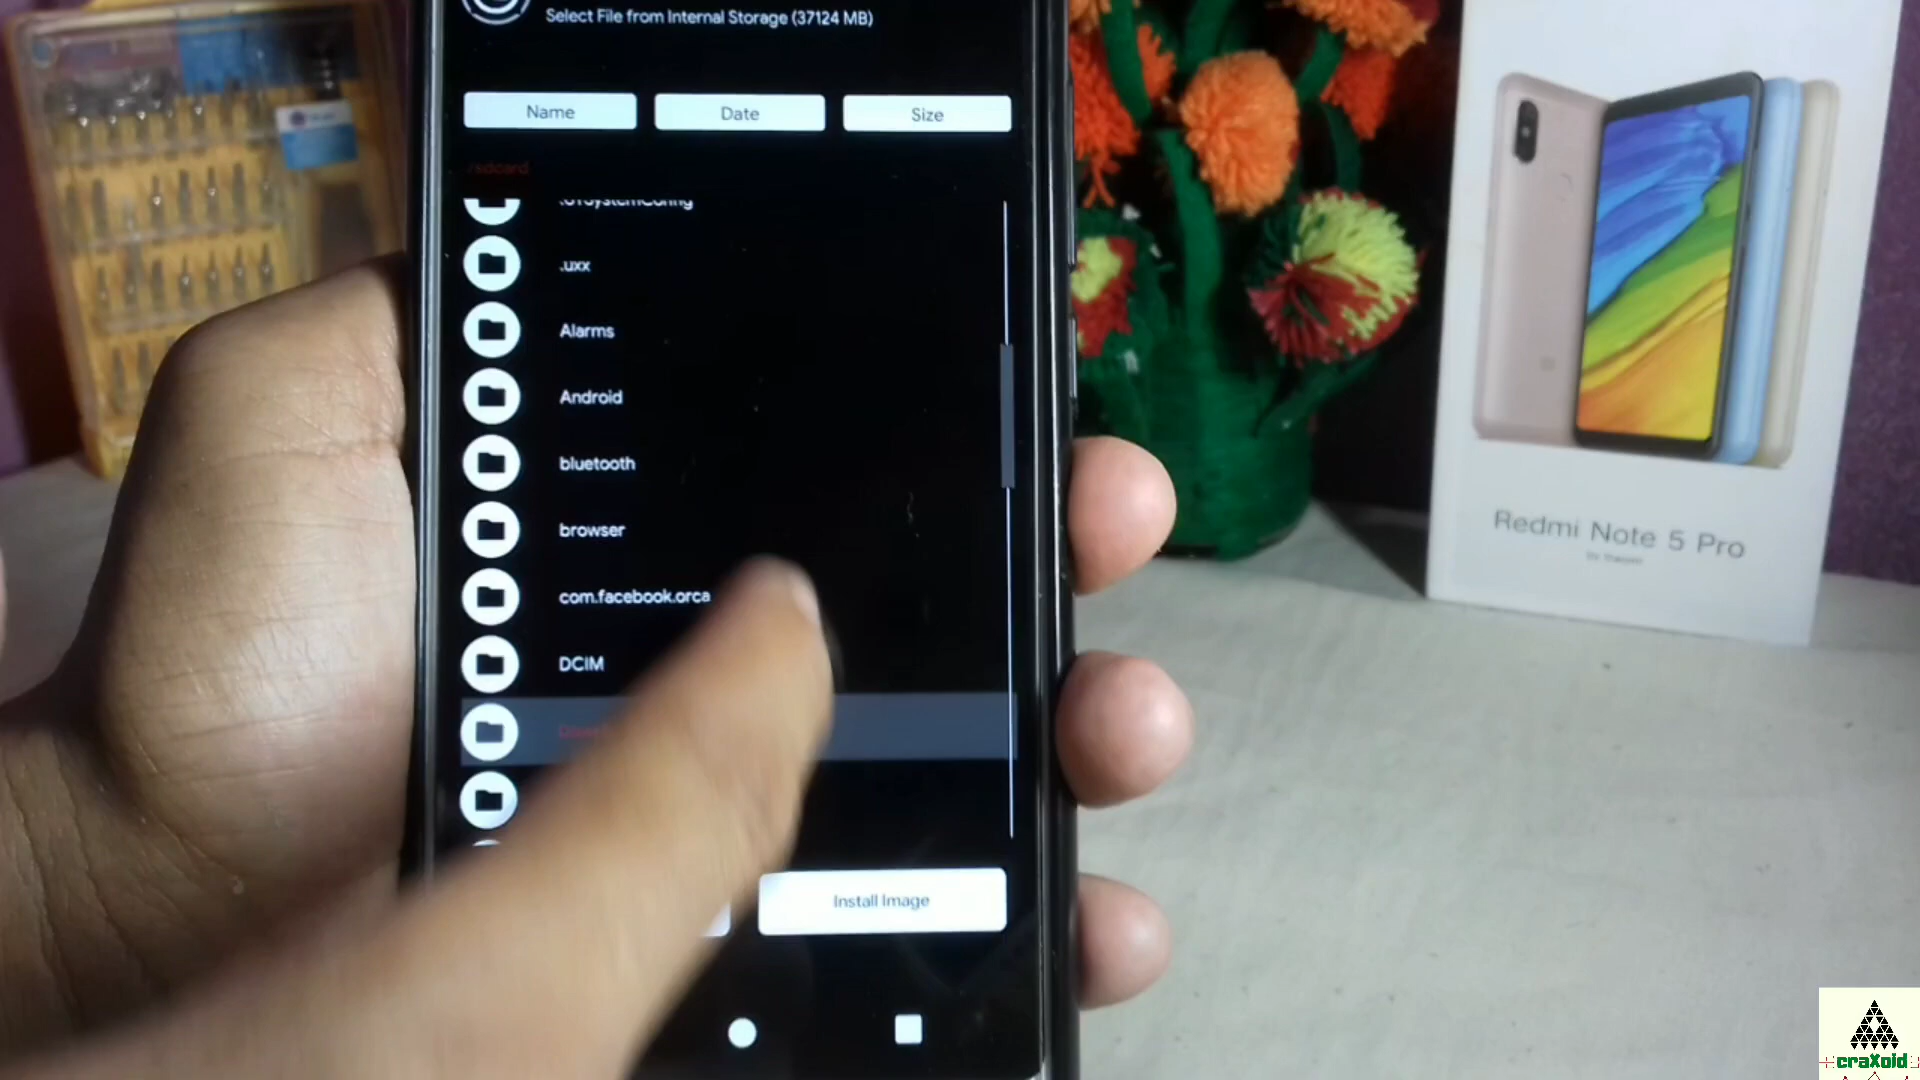 Select File from Internal Storage (37124 MB)
Name
Date
Size
/sdcard
.uxx
Alarms
Android
bluetooth
browser
com.facebook.orca
DCIM
Install Image
Redmi Note 5 Pro
craXoid